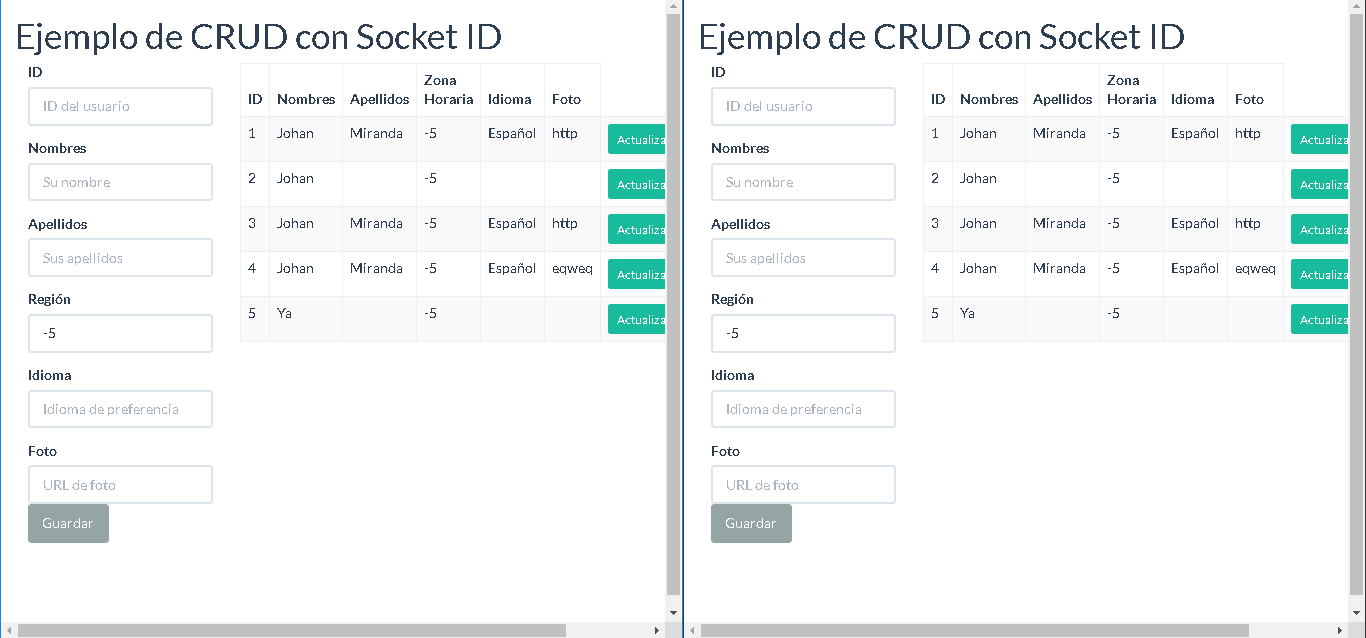 Ejemplo de CRUD con Socket ID
ID
ID del usuario
Nombres
Su nombre
Apellidos
Sus apellidos
Región
-5
Idioma
Idioma de preferencia
Foto
URL de foto
Guardar
ID Nombres Apellidos Zona Horaria Idioma Foto
1 Johan Miranda -5 Español http Actualiza
2 Johan -5 Actualiza
3 Johan Miranda -5 Español http Actualiza
4 Johan Miranda -5 Español eqweq Actualiza
5 Ya -5 Actualiza
Ejemplo de CRUD con Socket ID
ID
ID del usuario
Nombres
Su nombre
Apellidos
Sus apellidos
Región
-5
Idioma
Idioma de preferencia
Foto
URL de foto
Guardar
ID Nombres Apellidos Zona Horaria Idioma Foto
1 Johan Miranda -5 Español http Actualiza
2 Johan -5 Actualiza
3 Johan Miranda -5 Español http Actualiza
4 Johan Miranda -5 Español eqweq Actualiza
5 Ya -5 Actualiza